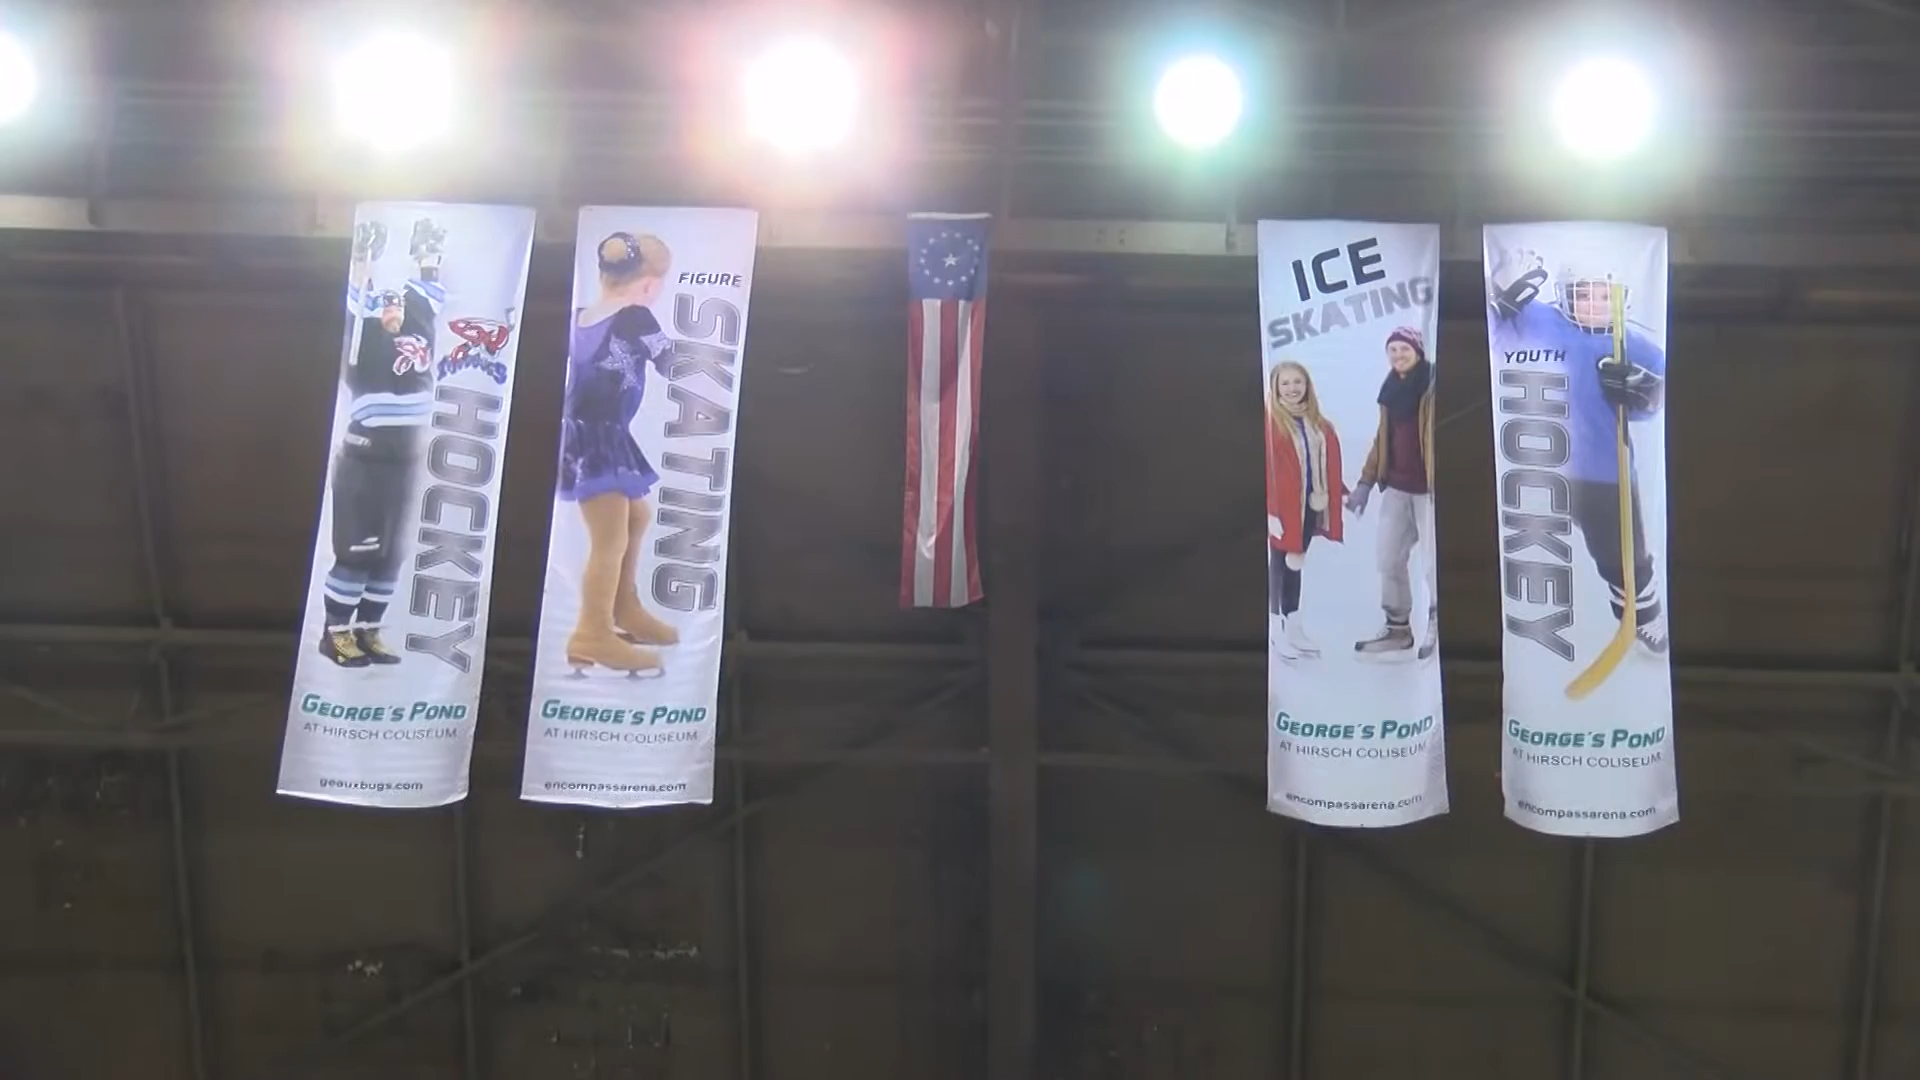 HOCKEY
GEORGE'S POND
AT HIRSCH COLISEUM
geauxbugs.com
FIGURE
SKATING
GEORGE'S POND
AT HIRSCH COLISEUM
encompassarena.com
ICE
SKATING
GEORGE'S POND
AT HIRSCH COLISEUM
encompassarena.com
YOUTH
HOCKEY
GEORGE'S POND
AT HIRSCH COLISEUM
encompassarena.com